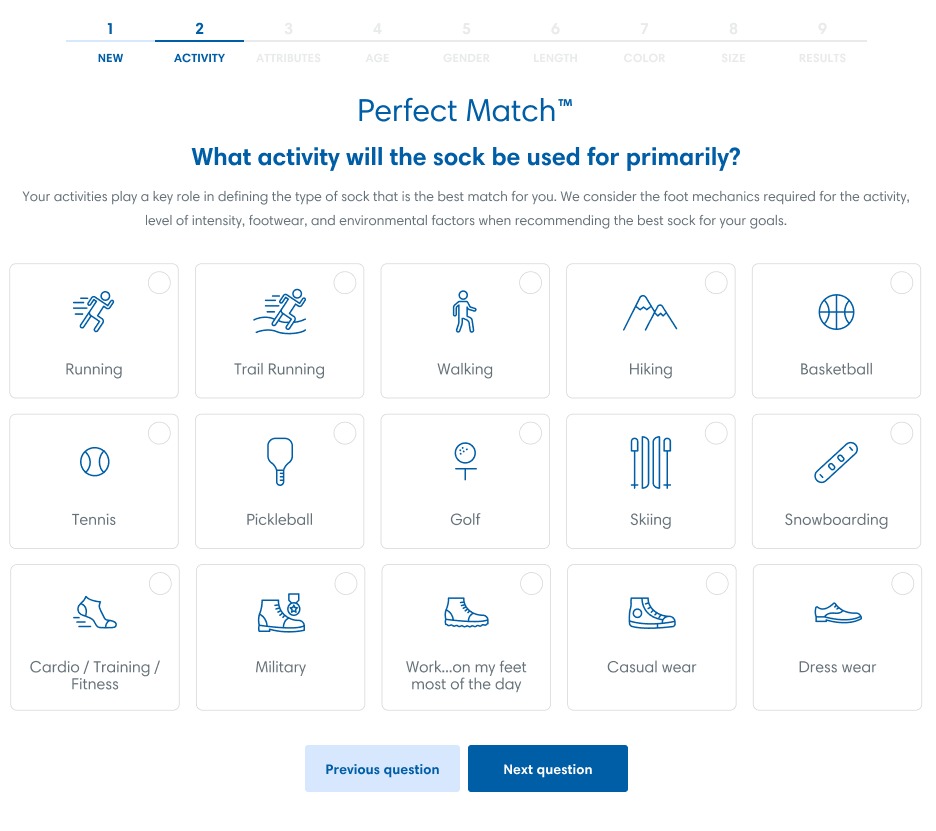 1 2 3 4 5 6 7 8 9
NEW ACTIVITY ATTRIBUTES AGE GENDER LENGTH COLOR SIZE RESULTS
Perfect Match™
What activity will the sock be used for primarily?
Your activities play a key role in defining the type of sock that is the best match for you. We consider the foot mechanics required for the activity,
level of intensity, footwear, and environmental factors when recommending the best sock for your goals.
Running Trail Running Walking Hiking Basketball
Tennis Pickleball Golf Skiing Snowboarding
Cardio / Training /
Fitness
Military
Work...on my feet
most of the day
Casual wear
Dress wear
Previous question Next question